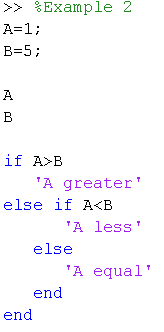 >> %Example 2
A=1;
B=5;

A
B

if A>B
    'A greater'
else if A<B
        'A less'
    else
        'A equal'
    end
end